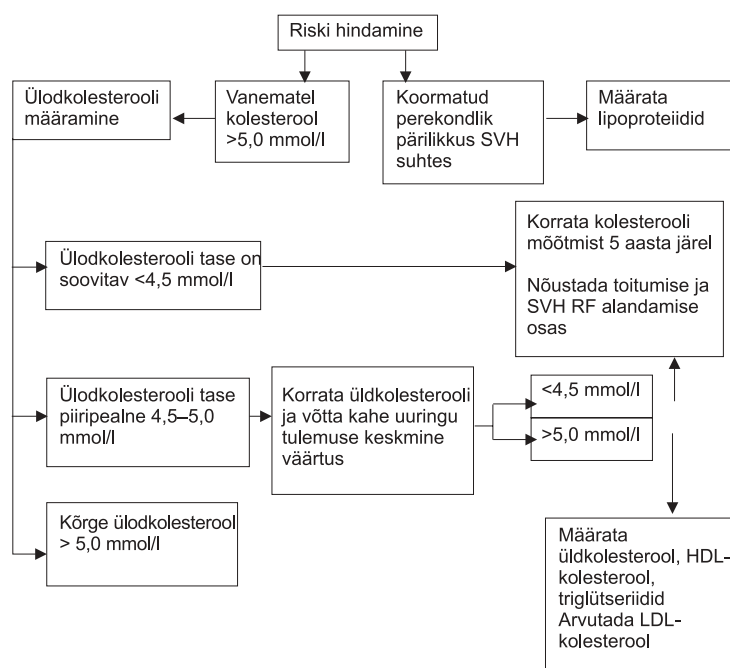 Riski hindamine
Ülodkolesterooli
määramine
Vanematel
kolesterool
>5,0 mmol/l
Koormatud
perekondlik
pärilikkus SVH
suhtes
Määrata
lipoproteiidid
Ülodkolesterooli tase on
soovitav <4,5 mmol/l
Korrata kolesterooli
mõõtmist 5 aasta järel
Nõustada toitumise ja
SVH RF alandamise
osas
Ülodkolesterooli tase
piiripealne 4,5–5,0
mmol/l
Korrata üldkolesterooli
ja võtta kahe uuringu
tulemuse keskmine
väärtus
<4,5 mmol/l
>5,0 mmol/l
Kõrge ülodkolesterool
> 5,0 mmol/l
Määrata
üldkolesterool, HDL-
kolesterool,
triglütseriidid
Arvutada LDL-
kolesterool